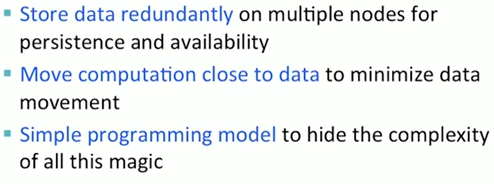 ▪ Store data redundantly on multiple nodes for
persistence and availability
▪ Move computation close to data to minimize data
movement
▪ Simple programming model to hide the complexity
of all this magic